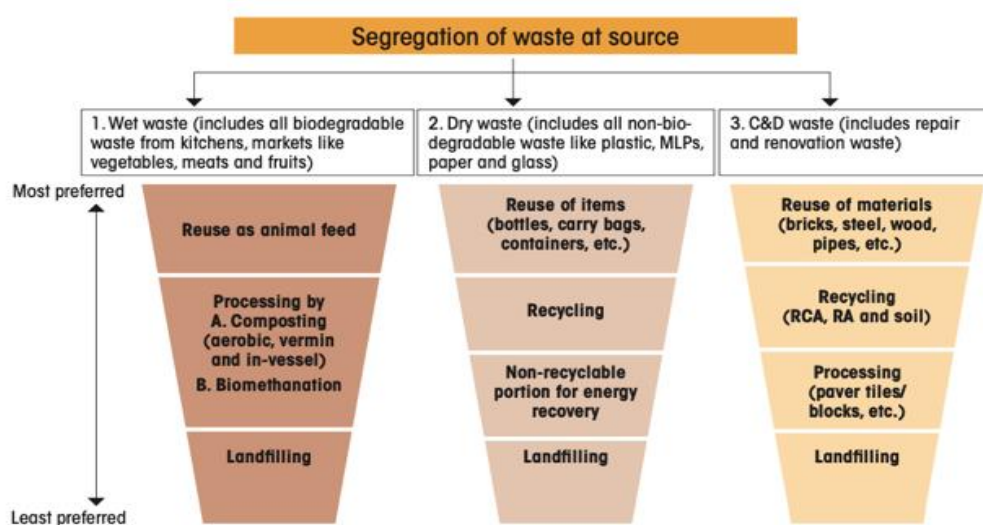 Segregation of waste at source
1. Wet waste (includes all biodegradable
waste from kitchens, markets like
vegetables, meats and fruits)
2. Dry waste (includes all non-bio-
degradable waste like plastic, MLPs,
paper and glass)
3. C&D waste (includes repair
and renovation waste)
Most preferred
Least preferred
Reuse as animal feed
Processing by
A. Composting
(aerobic, vermin
and in-vessel)
B. Biomethanation
Landfilling
Reuse of items
(bottles, carry bags,
containers, etc.)
Recycling
Non-recyclable
portion for energy
recovery
Landfilling
Reuse of materials
(bricks, steel, wood,
pipes, etc.)
Recycling
(RCA, RA and soil)
Processing
(paver tiles/
blocks, etc.)
Landfilling